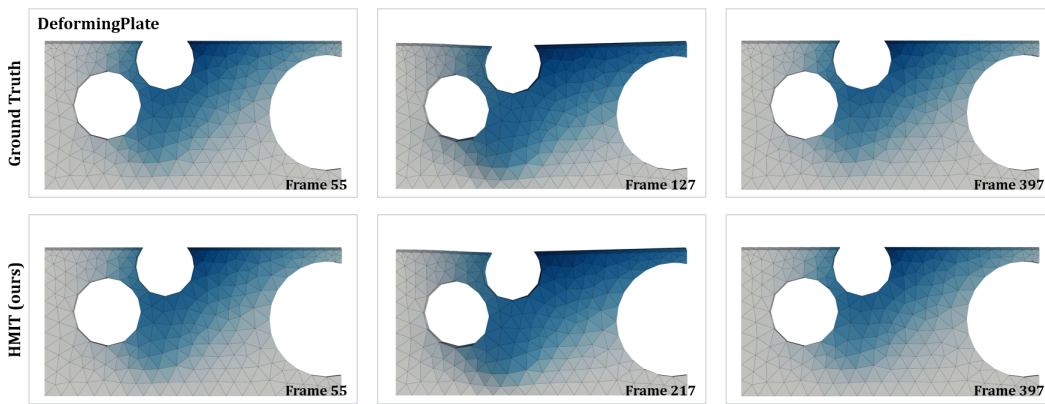 DeformingPlate
Ground Truth
Frame 55
Frame 127
Frame 397
HMIT (ours)
Frame 55
Frame 217
Frame 397